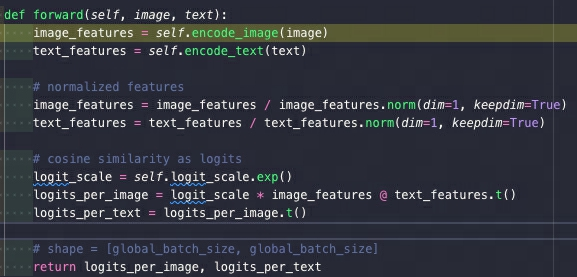 def forward(self, image, text):
    image_features = self.encode_image(image)
    text_features = self.encode_text(text)

    # normalized features
    image_features = image_features / image_features.norm(dim=1, keepdim=True)
    text_features = text_features / text_features.norm(dim=1, keepdim=True)

    # cosine similarity as logits
    logit_scale = self.logit_scale.exp()
    logits_per_image = logit_scale * image_features @ text_features.t()
    logits_per_text = logits_per_image.t()

    # shape = [global_batch_size, global_batch_size]
    return logits_per_image, logits_per_text